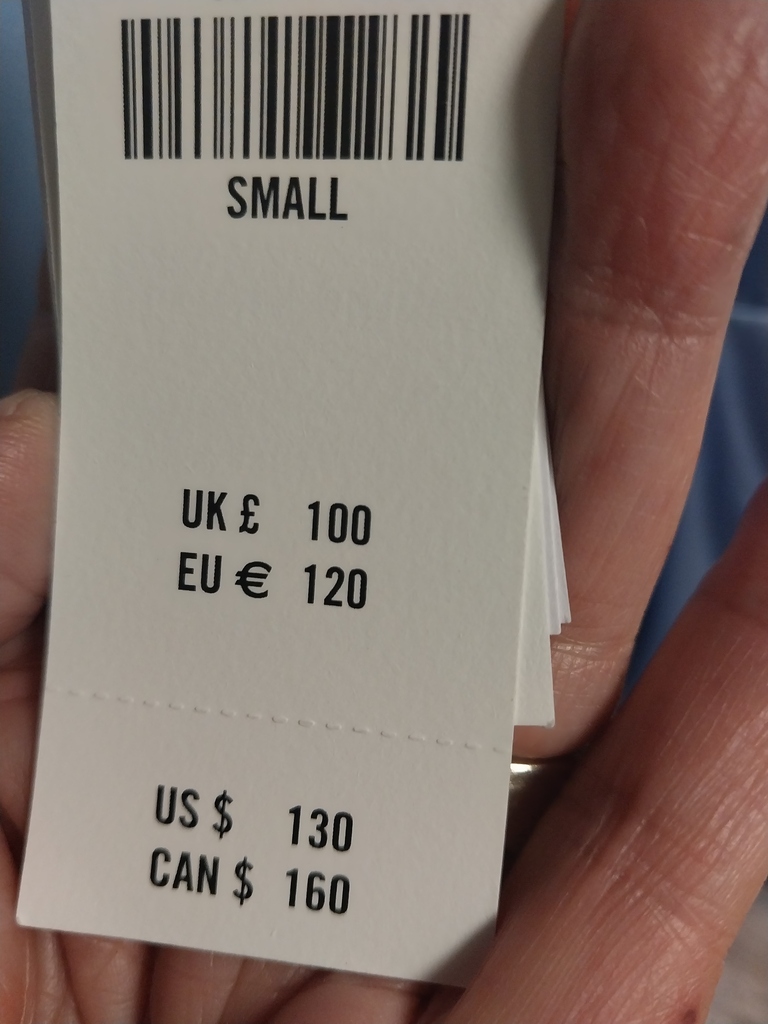 SMALL
UK £ 100
EU € 120
US $ 130
CAN $ 160